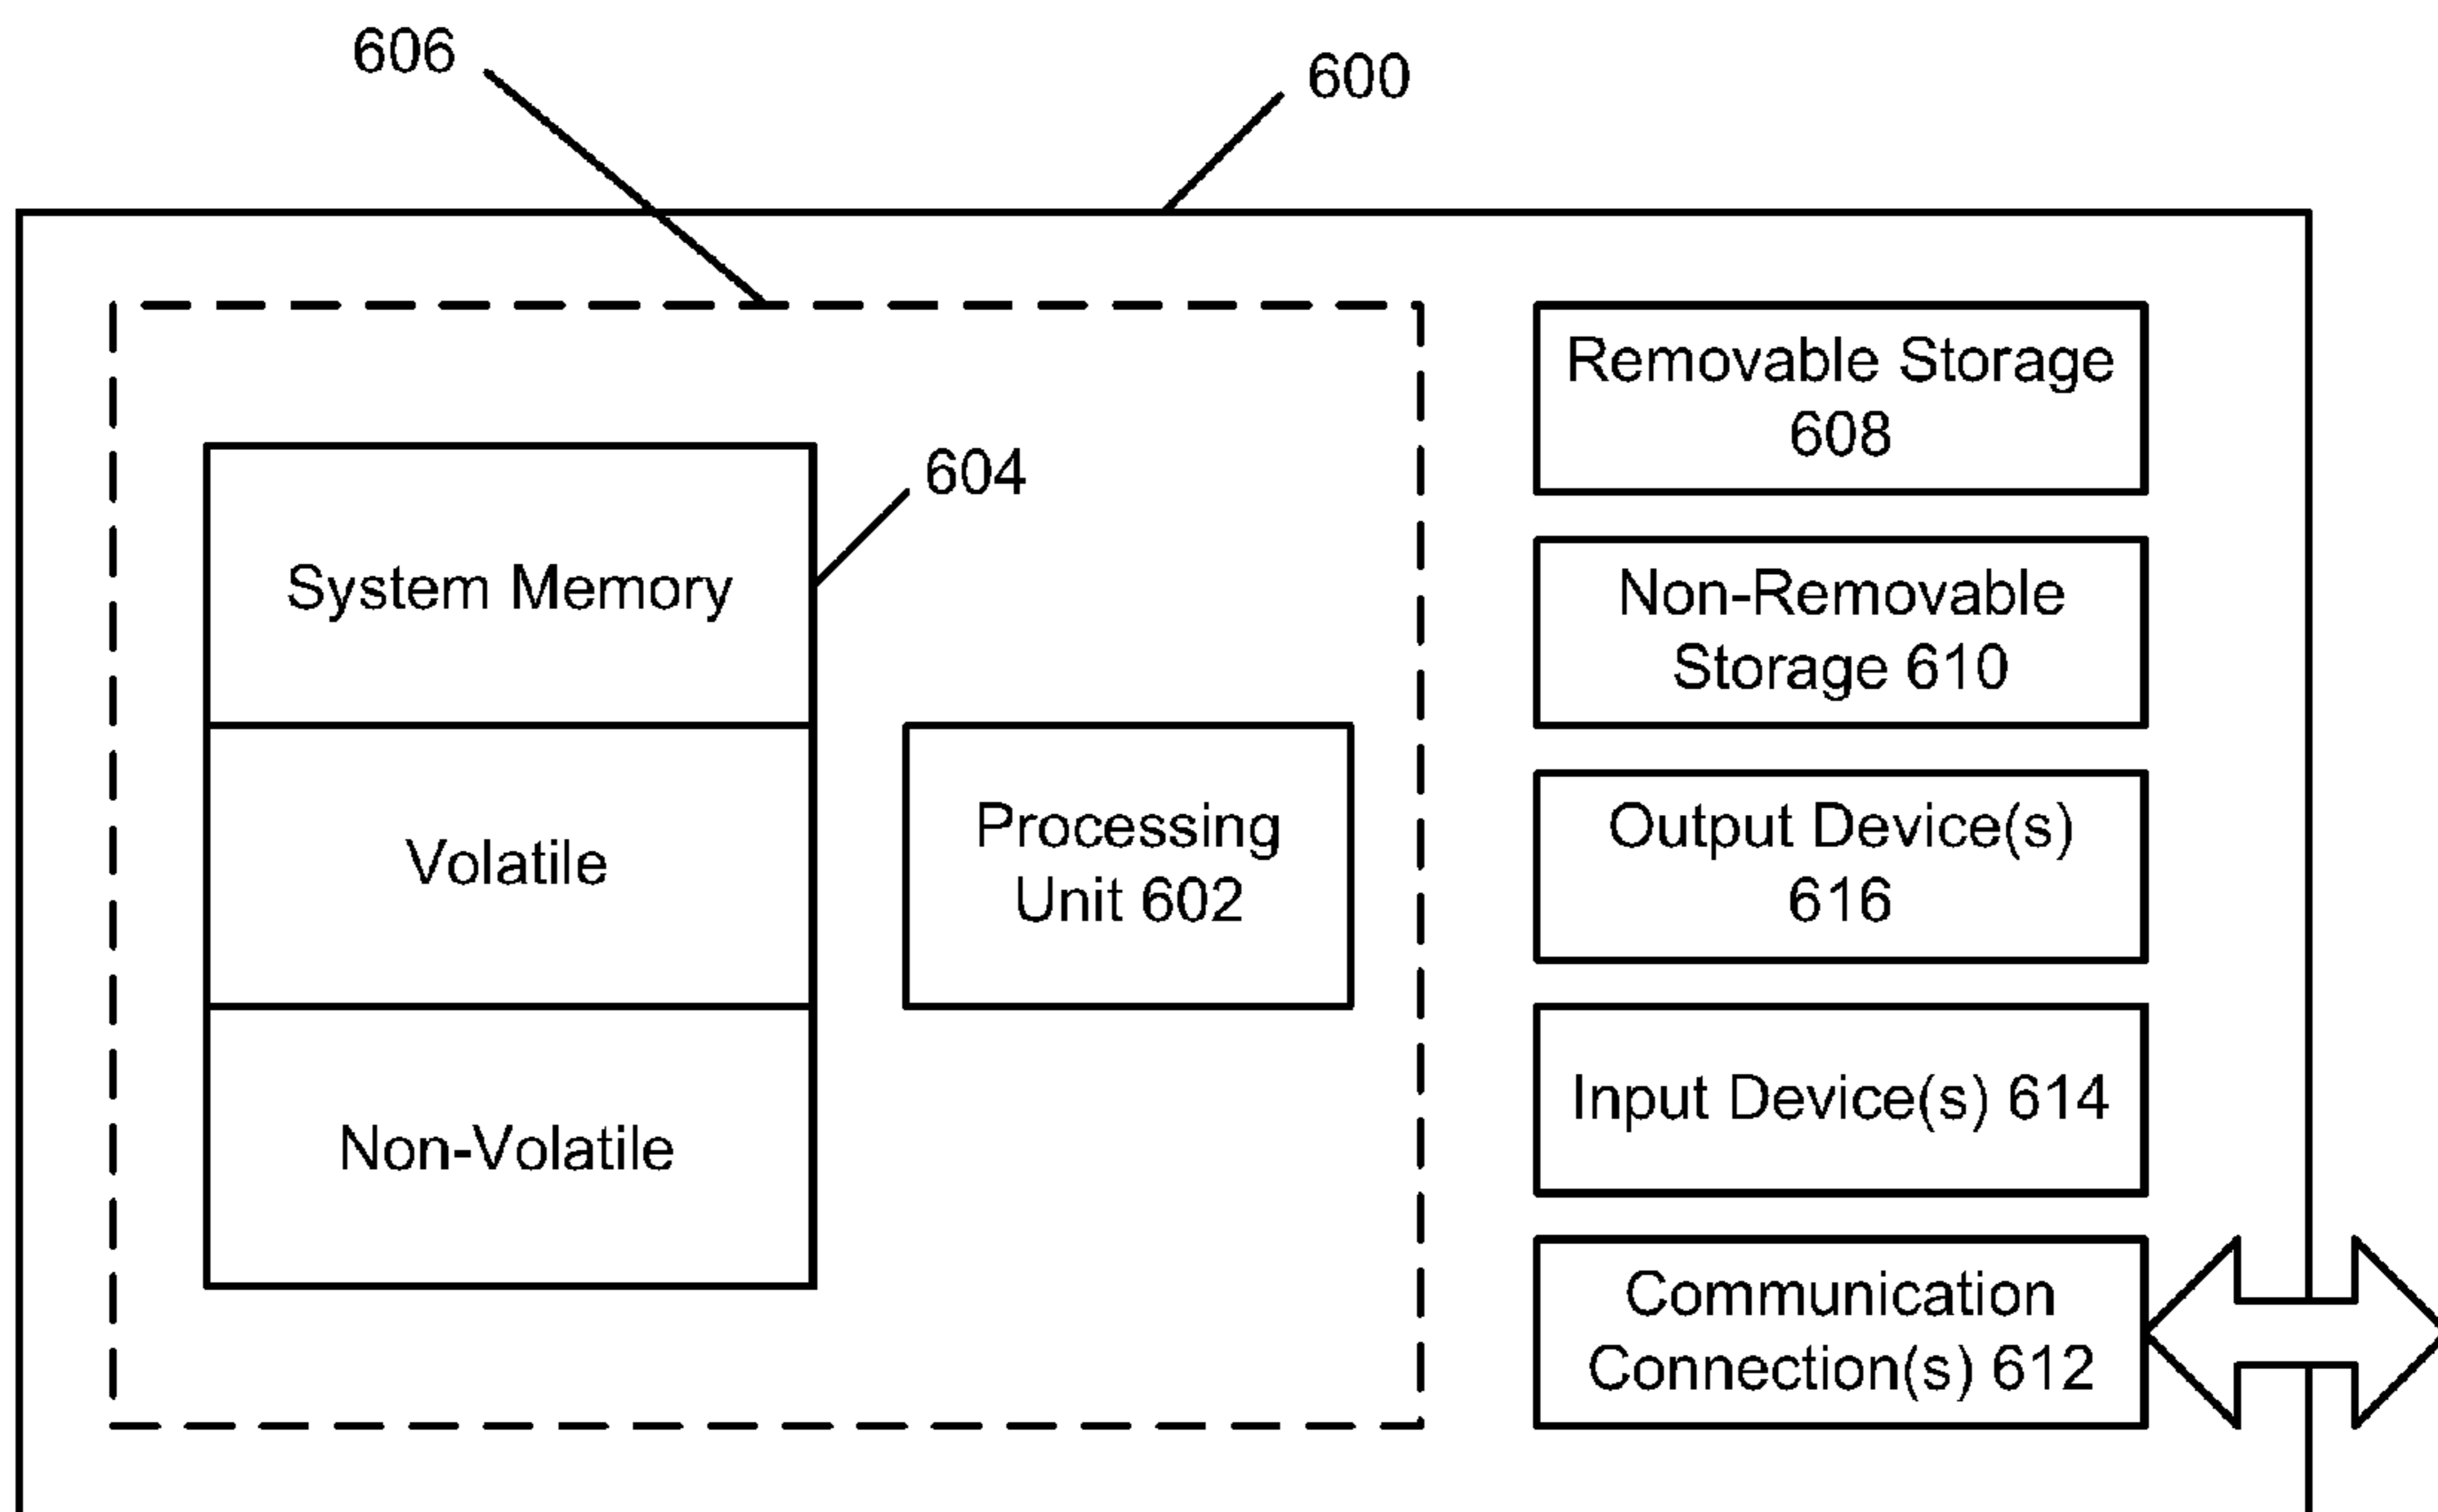 606
600
Removable Storage
608
604
System Memory
Non-Removable
Storage 610
Volatile
Processing
Unit 602
Output Device(s)
616
Non-Volatile
Input Device(s) 614
Communication
Connection(s) 612